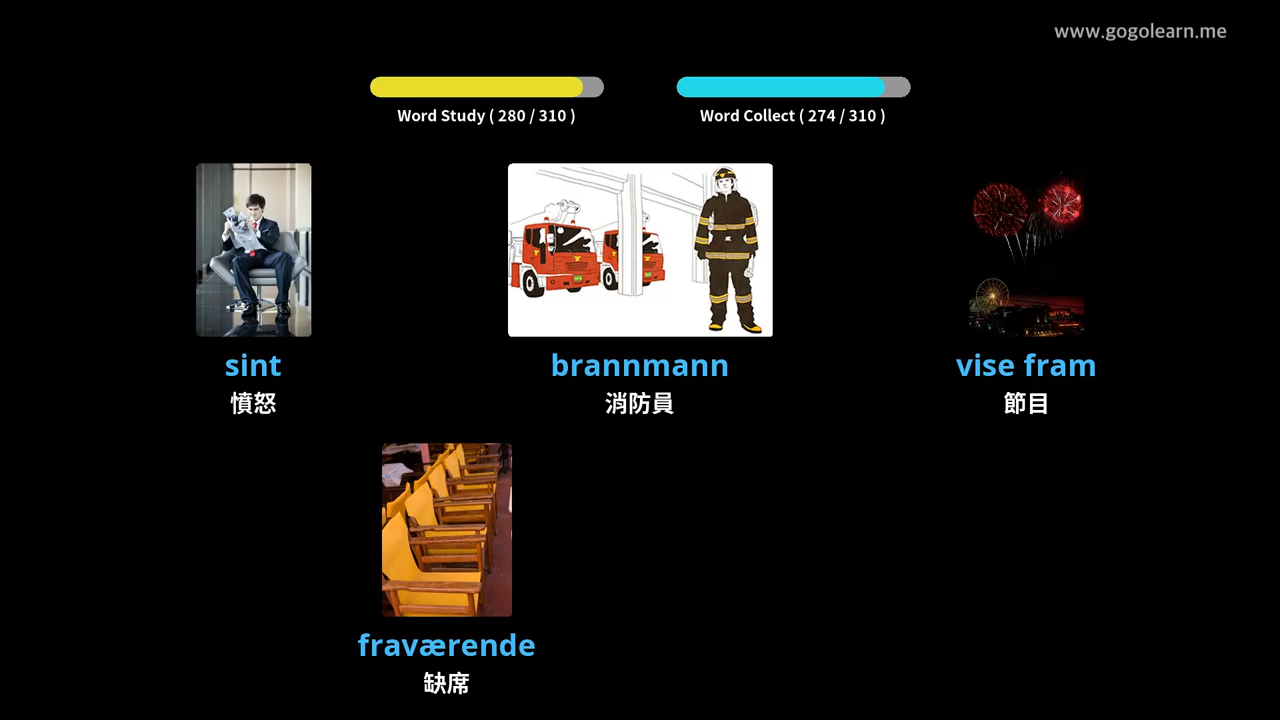 www.gogolearn.me
Word Study ( 280 / 310 )
Word Collect ( 274 / 310 )
sint
憤怒
brannmann
消防員
vise fram
節目
fraværende
缺席